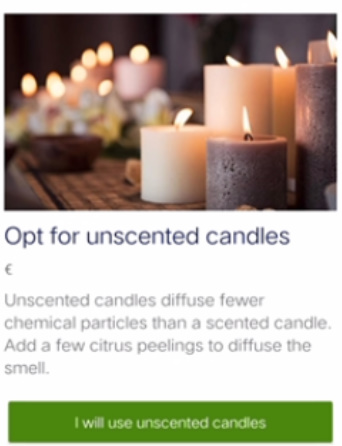 Opt for unscented candles
€
Unscented candles diffuse fewer
chemical particles than a scented candle.
Add a few citrus peelings to diffuse the
smell.
I will use unscented candles